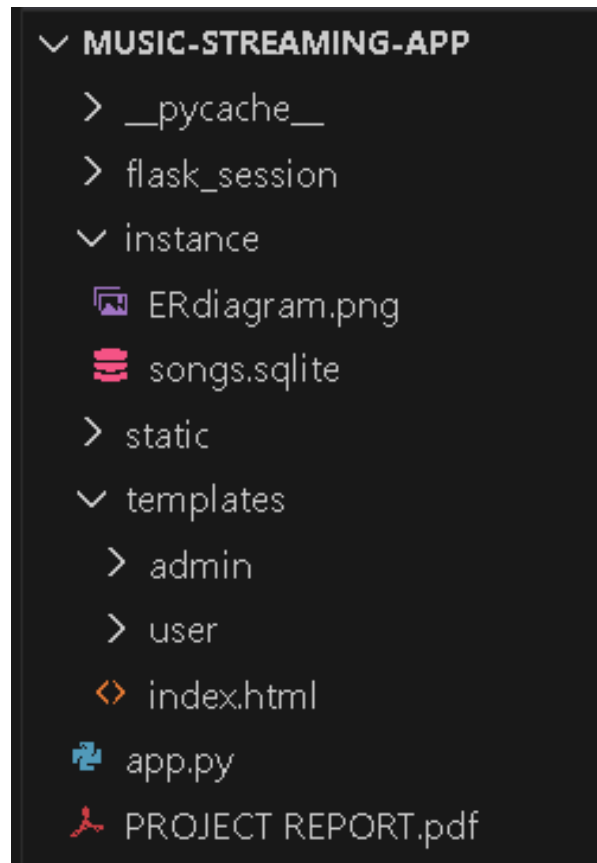 MUSIC-STREAMING-APP
__pycache__
flask_session
instance
ERdiagram.png
songs.sqlite
static
templates
admin
user
index.html
app.py
PROJECT REPORT.pdf